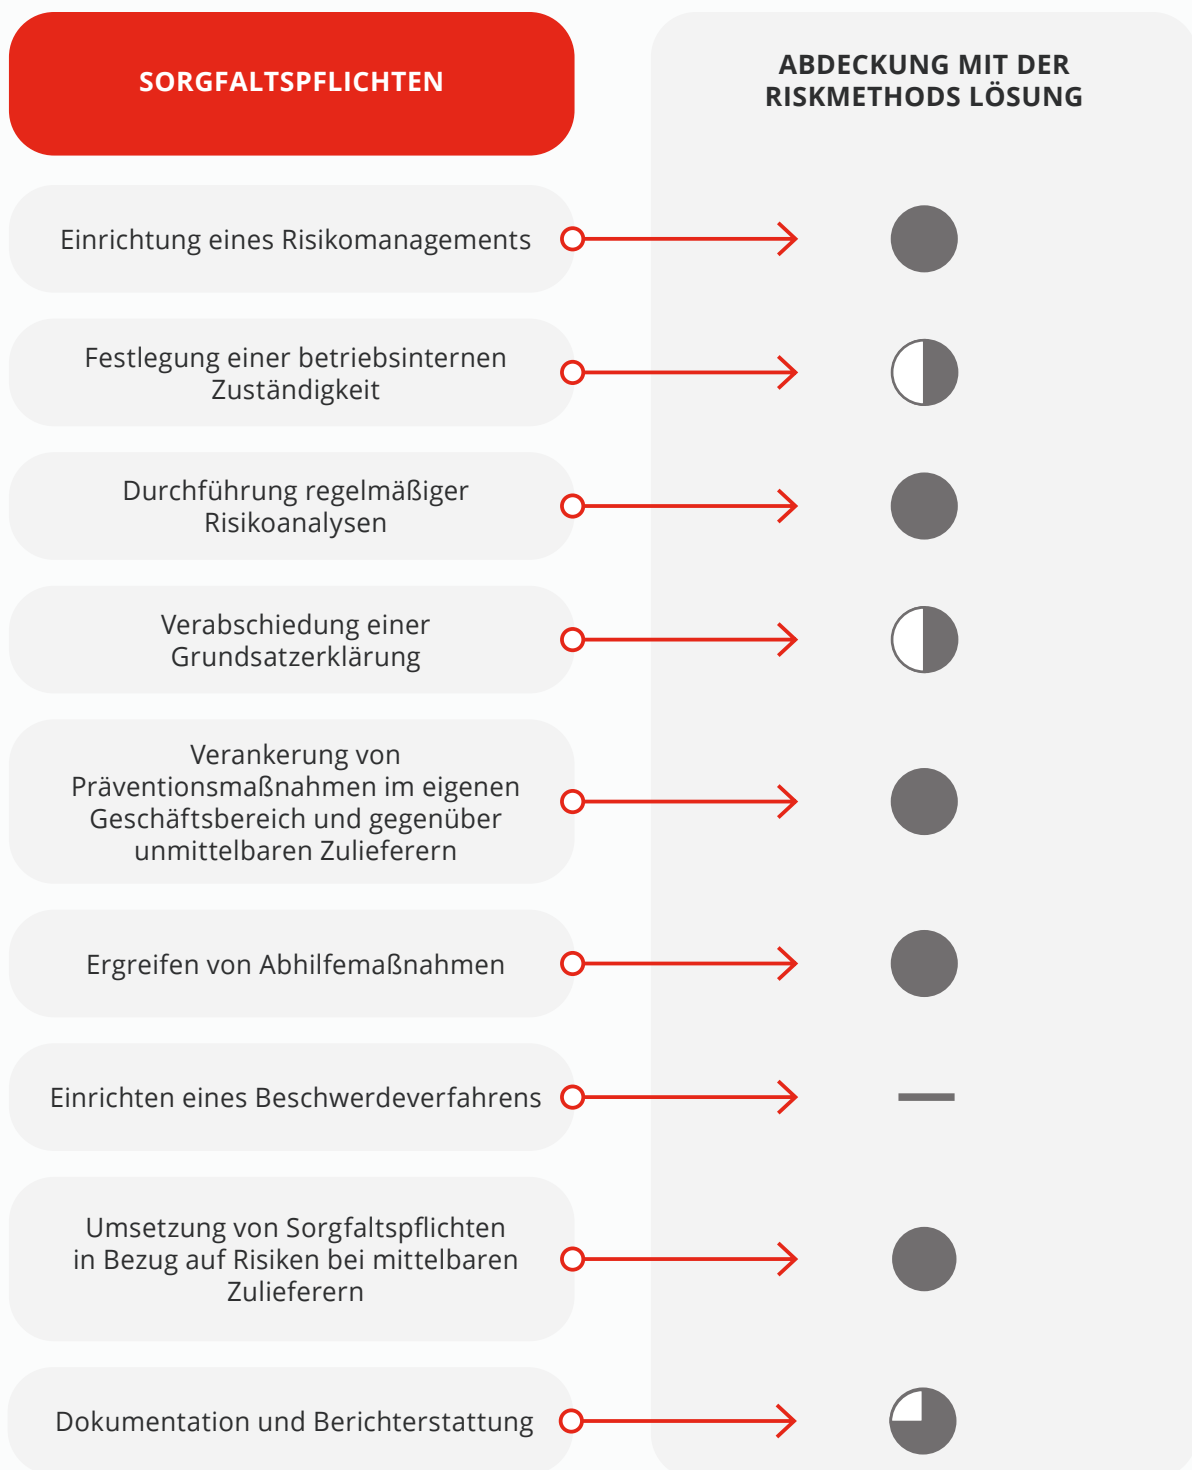 SORGFALTSPFLICHTEN
ABDECKUNG MIT DER
RISKMETHODS LÖSUNG
Einrichtung eines Risikomanagements
Festlegung einer betriebsinternen
Zuständigkeit
Durchführung regelmäßiger
Risikoanalysen
Verabschiedung einer
Grundsatzerklärung
Verankerung von
Präventionsmaßnahmen im eigenen
Geschäftsbereich und gegenüber
unmittelbaren Zulieferern
Ergreifen von Abhilfemaßnahmen
Einrichten eines Beschwerdeverfahrens
Umsetzung von Sorgfaltspflichten
in Bezug auf Risiken bei mittelbaren
Zulieferern
Dokumentation und Berichterstattung